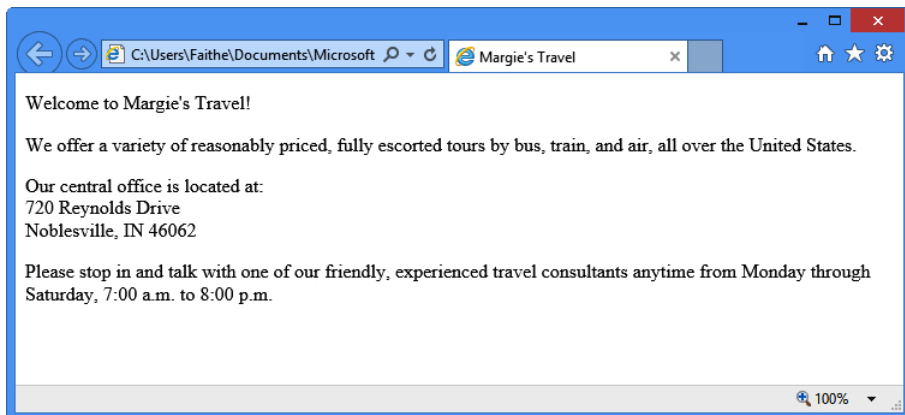 C:\Users\Faithe\Documents\Microsoft
Margie's Travel
Welcome to Margie's Travel!
We offer a variety of reasonably priced, fully escorted tours by bus, train, and air, all over the United States.
Our central office is located at:
720 Reynolds Drive
Noblesville, IN 46062
Please stop in and talk with one of our friendly, experienced travel consultants anytime from Monday through
Saturday, 7:00 a.m. to 8:00 p.m.
100%